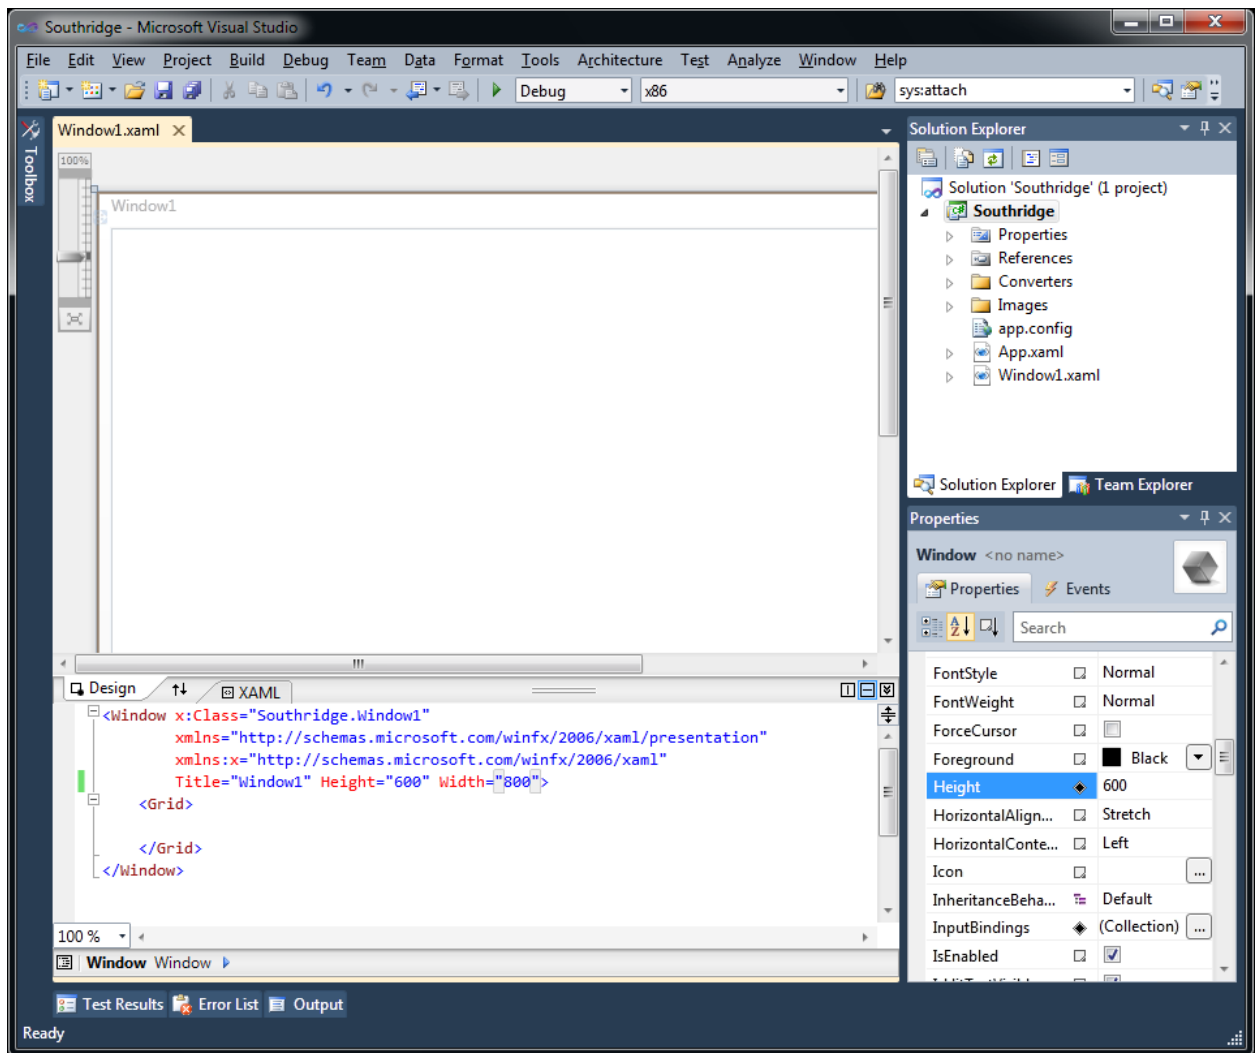 Southridge - Microsoft Visual Studio
File Edit View Project Build Debug Team Data Format Tools Architecture Test Analyze Window Help
Debug x86 sys:attach
Toolbox
Window1.xaml
100%
Window1
Design XAML
<Window x:Class="Southridge.Window1"
xmlns="http://schemas.microsoft.com/winfx/2006/xaml/presentation"
xmlns:x="http://schemas.microsoft.com/winfx/2006/xaml"
Title="Window1" Height="600" Width="800">
<Grid>
</Grid>
</Window>
100 %
Window Window
Solution Explorer
Solution 'Southridge' (1 project)
Southridge
Properties
References
Converters
Images
app.config
App.xaml
Window1.xaml
Solution Explorer Team Explorer
Properties
Window <no name>
Properties Events
Search
FontStyle Normal
FontWeight Normal
ForceCursor
Foreground Black
Height 600
HorizontalAlign... Stretch
HorizontalConte... Left
Icon ...
InheritanceBeha... Default
InputBindings (Collection) ...
IsEnabled
Test Results Error List Output
Ready